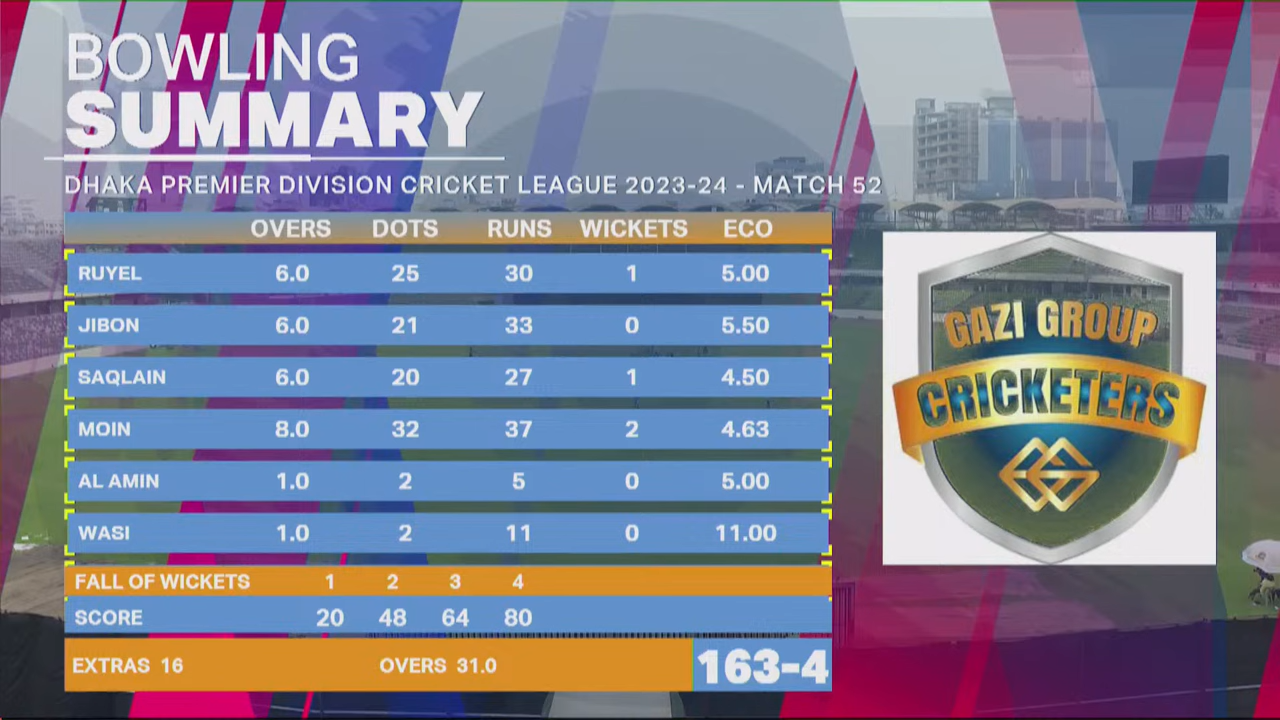 BOWLING
SUMMARY
DHAKA PREMIER DIVISION CRICKET LEAGUE 2023-24 - MATCH 52
OVERS DOTS RUNS WICKETS ECO
RUYEL 6.0 25 30 1 5.00
JIBON 6.0 21 33 0 5.50
SAQLAIN 6.0 20 27 1 4.50
MOIN 8.0 32 37 2 4.63
AL AMIN 1.0 2 5 0 5.00
WASI 1.0 2 11 0 11.00
FALL OF WICKETS 1 2 3 4
SCORE 20 48 64 80
EXTRAS 16 OVERS 31.0 163-4
GAZI GROUP
CRICKETERS